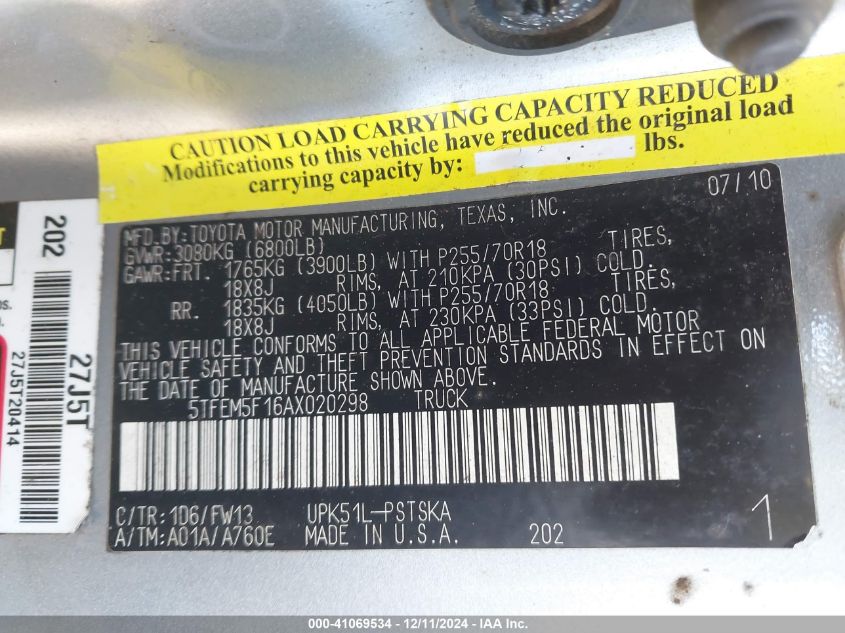 CAUTION LOAD CARRYING CAPACITY REDUCED
Modifications to this vehicle have reduced the original load
carrying capacity by: lbs.
07/10
MFD.BY:TOYOTA MOTOR MANUFACTURING, TEXAS, INC.
GVWR:3080KG (6800LB)
GAWR:FRT. 1765KG (3900LB) WITH P255/70R18 TIRES,
18X8J RIMS, AT 210KPA (30PSI) COLD.
RR. 1835KG (4050LB) WITH P255/70R18 TIRES,
18X8J RIMS, AT 230KPA (33PSI) COLD.
THIS VEHICLE CONFORMS TO ALL APPLICABLE FEDERAL MOTOR
VEHICLE SAFETY AND THEFT PREVENTION STANDARDS IN EFFECT ON
THE DATE OF MANUFACTURE SHOWN ABOVE.
5TFEM5F16AX020298 TRUCK
C/TR:1D6/FW13 UPK51L-PSTSKA
A/TM:A01A/A760E MADE IN U.S.A. 202
1
202
27J5T
27J5T20414
000-41069534 - 12/11/2024 - IAA Inc.